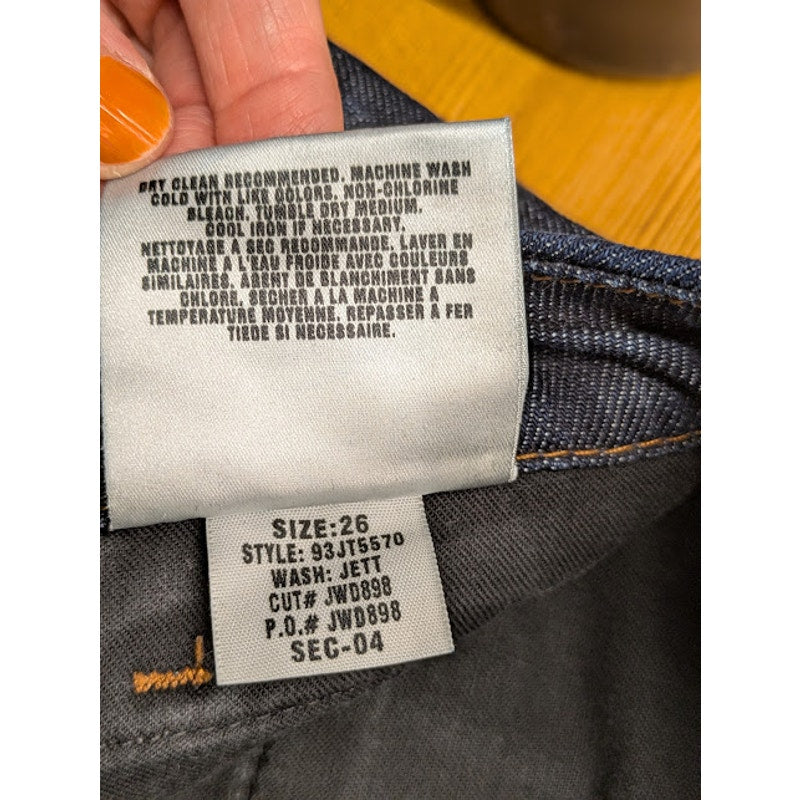 DRY CLEAN RECOMMENDED. MACHINE WASH
COLD WITH LIKE COLORS. NON-CHLORINE
BLEACH. TUMBLE DRY MEDIUM.
COOL IRON IF NECESSARY.
NETTOYAGE A SEC RECOMMANDE. LAVER EN
MACHINE A L'EAU FROIDE AVEC COULEURS
SIMILAIRES. AGENT DE BLANCHIMENT SANS
CHLORE. SECHER A LA MACHINE A
TEMPERATURE MOYENNE. REPASSER A FER
TIEDE SI NECESSAIRE.
SIZE:26
STYLE: 93JT5570
WASH: JETT
CUT# JWD898
P.O.# JWD898
SEC-04